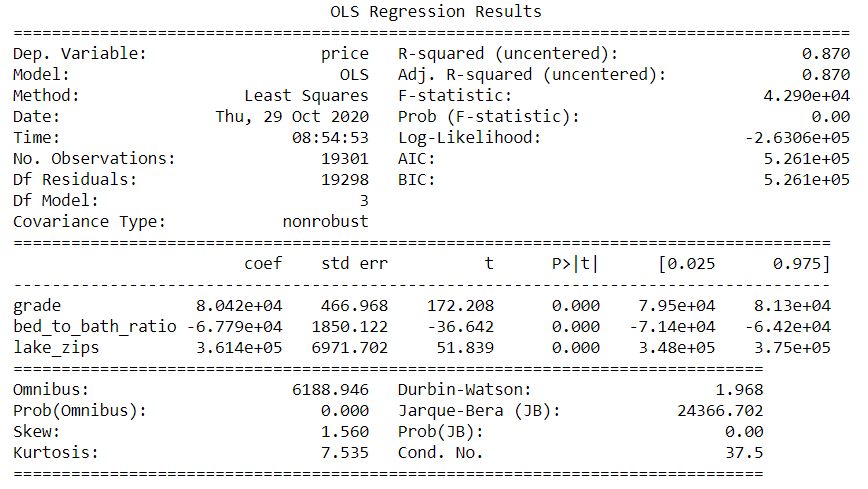 OLS Regression Results
==============================================================================
Dep. Variable: price R-squared (uncentered): 0.870
Model: OLS Adj. R-squared (uncentered): 0.870
Method: Least Squares F-statistic: 4.290e+04
Date: Thu, 29 Oct 2020 Prob (F-statistic): 0.00
Time: 08:54:53 Log-Likelihood: -2.6306e+05
No. Observations: 19301 AIC: 5.261e+05
Df Residuals: 19298 BIC: 5.261e+05
Df Model: 3
Covariance Type: nonrobust
==============================================================================
coef std err t P>|t| [0.025 0.975]
------------------------------------------------------------------------------
grade 8.042e+04 466.968 172.208 0.000 7.95e+04 8.13e+04
bed_to_bath_ratio -6.779e+04 1850.122 -36.642 0.000 -7.14e+04 -6.42e+04
lake_zips 3.614e+05 6971.702 51.839 0.000 3.48e+05 3.75e+05
==============================================================================
Omnibus: 6188.946 Durbin-Watson: 1.968
Prob(Omnibus): 0.000 Jarque-Bera (JB): 24366.702
Skew: 1.560 Prob(JB): 0.00
Kurtosis: 7.535 Cond. No. 37.5
==============================================================================